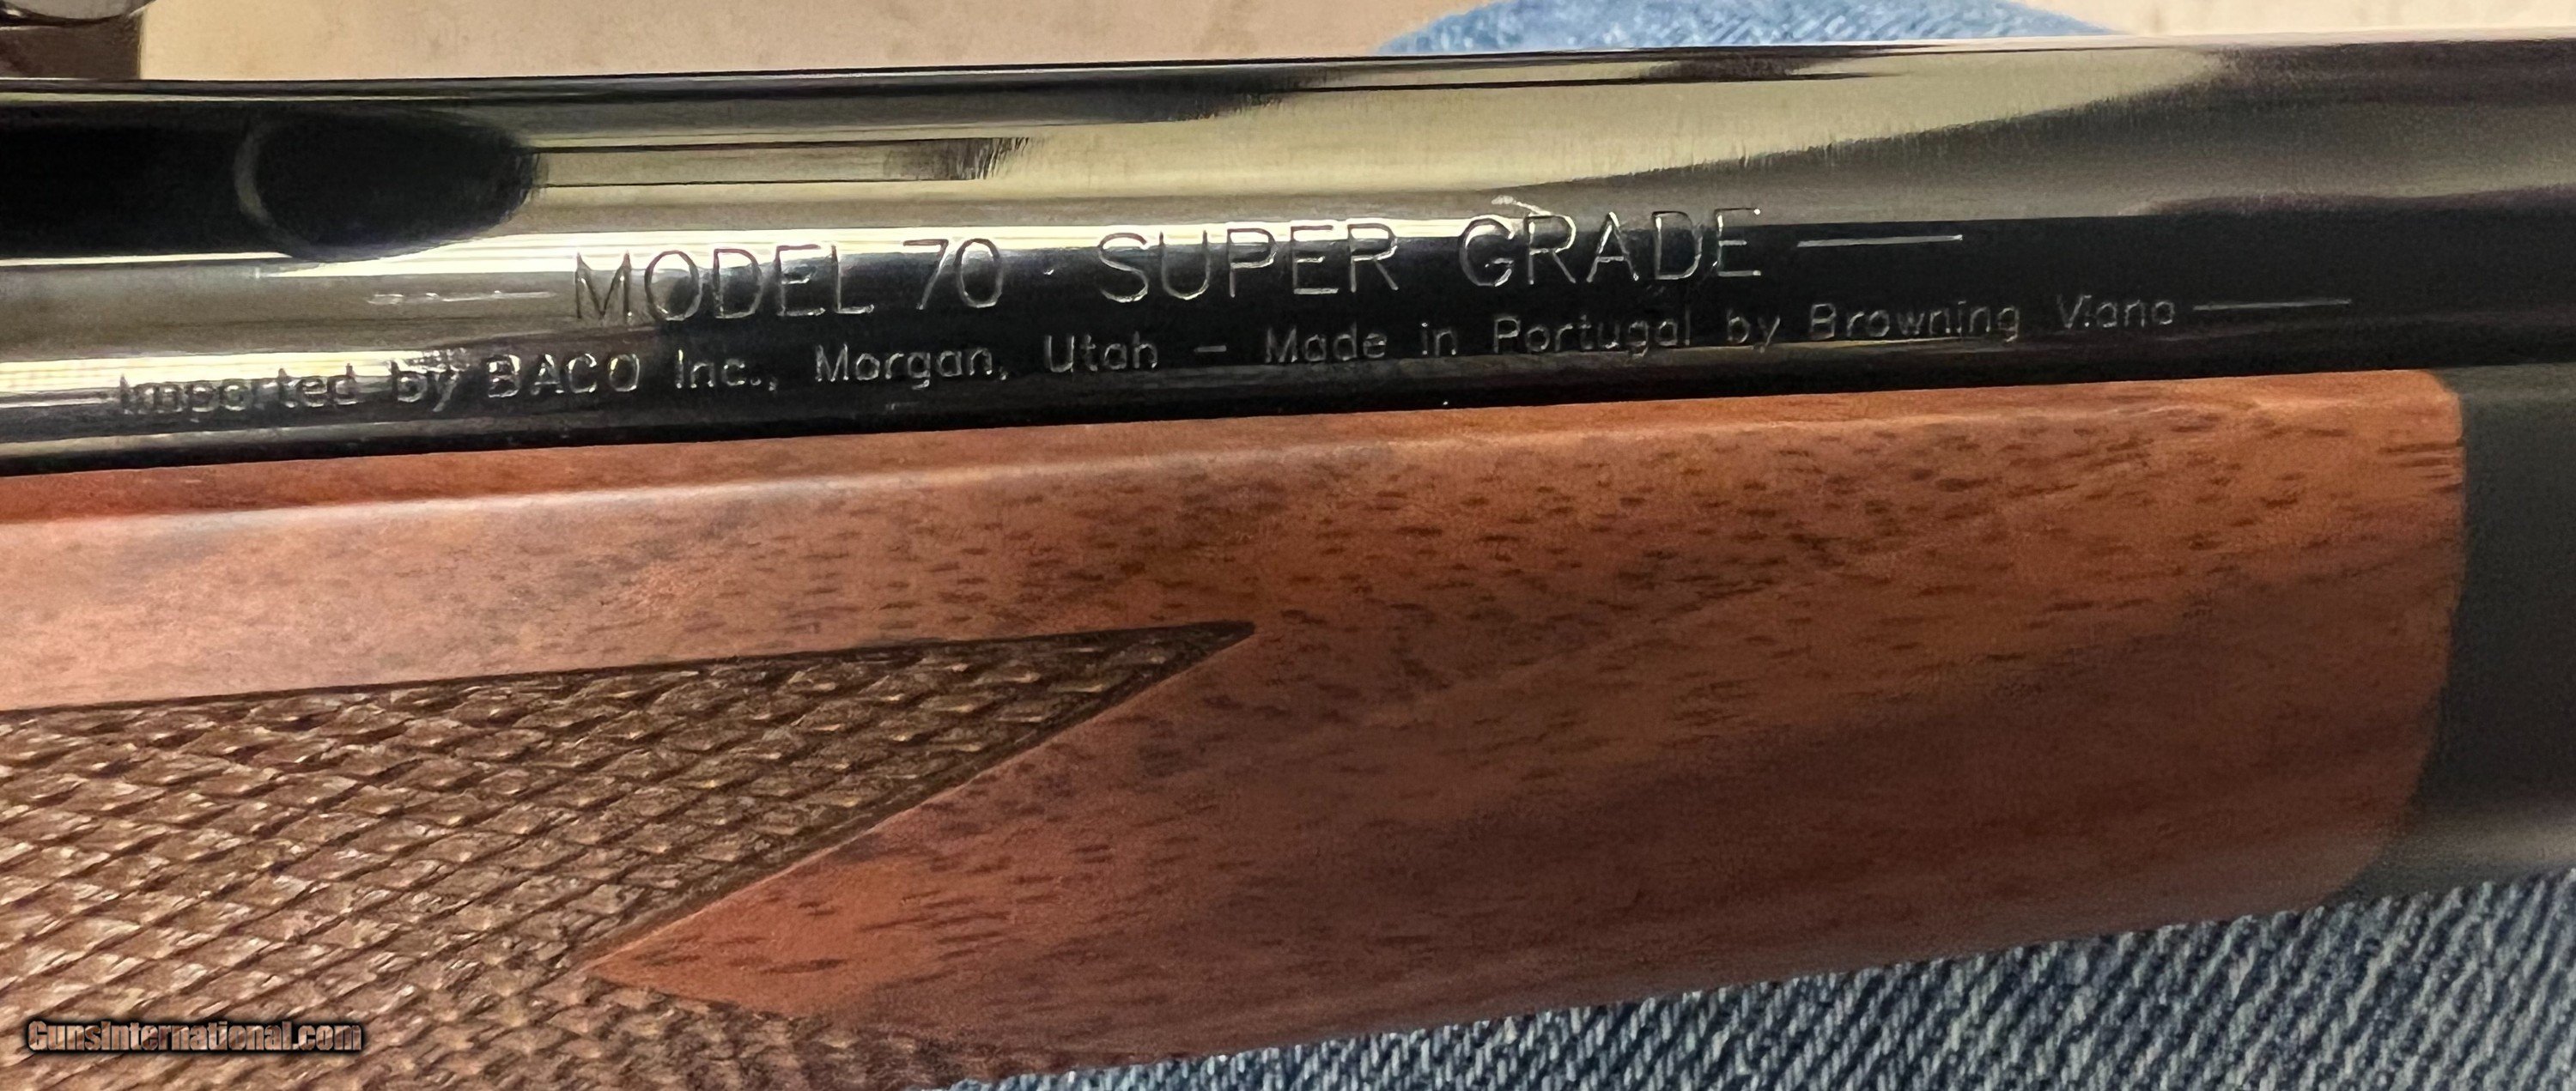 MODEL 70 · SUPER GRADE
Imported by BACO Inc., Morgan, Utah – Made in Portugal by Browning Viana
GunsInternational.com